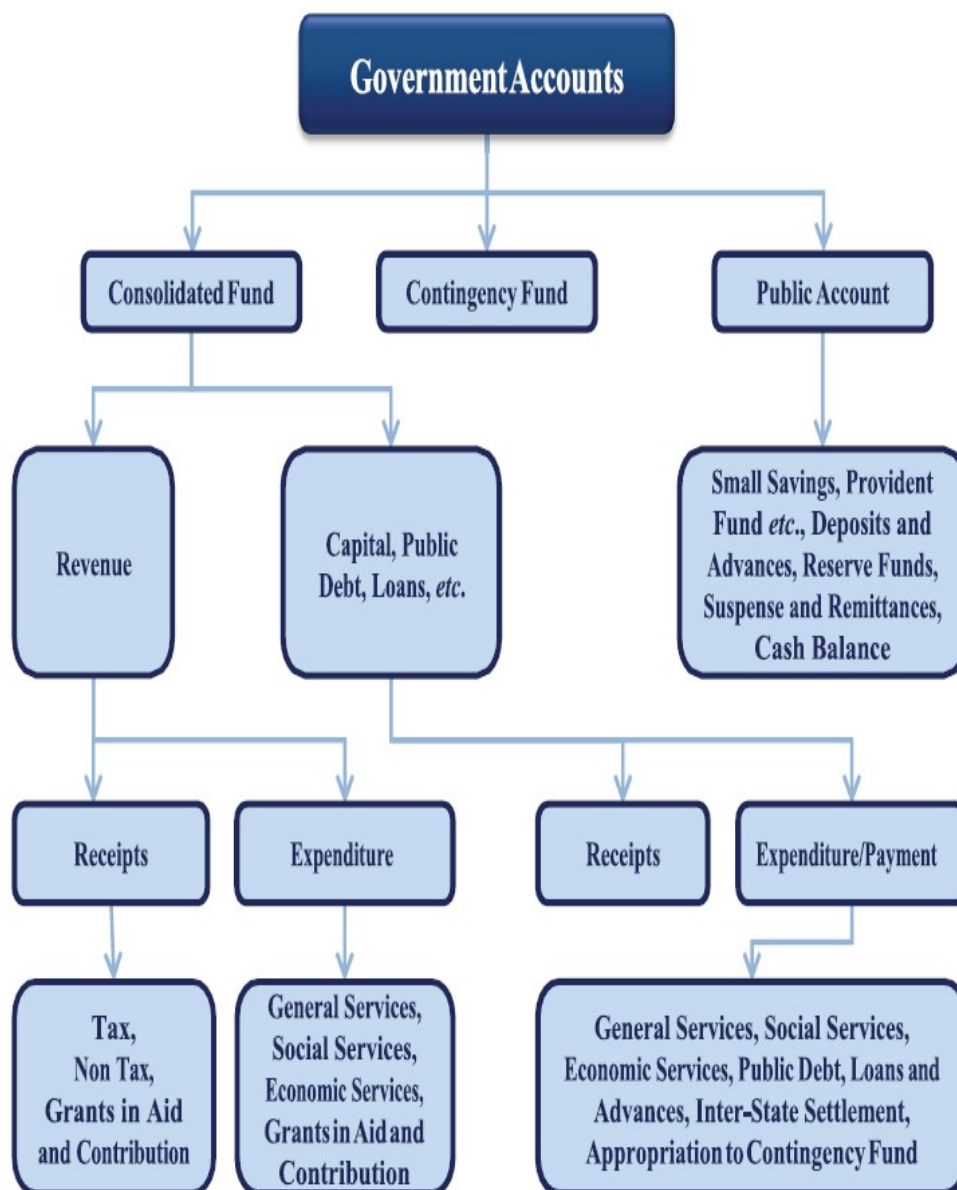 Government Accounts
Consolidated Fund
Contingency Fund
Public Account
Revenue
Capital, Public
Debt, Loans, etc.
Small Savings, Provident
Fund etc., Deposits and
Advances, Reserve Funds,
Suspense and Remittances,
Cash Balance
Receipts
Expenditure
Receipts
Expenditure/Payment
Tax,
Non Tax,
Grants in Aid
and Contribution
General Services,
Social Services,
Economic Services,
Grants in Aid and
Contribution
General Services, Social Services,
Economic Services, Public Debt, Loans and
Advances, Inter-State Settlement,
Appropriation to Contingency Fund